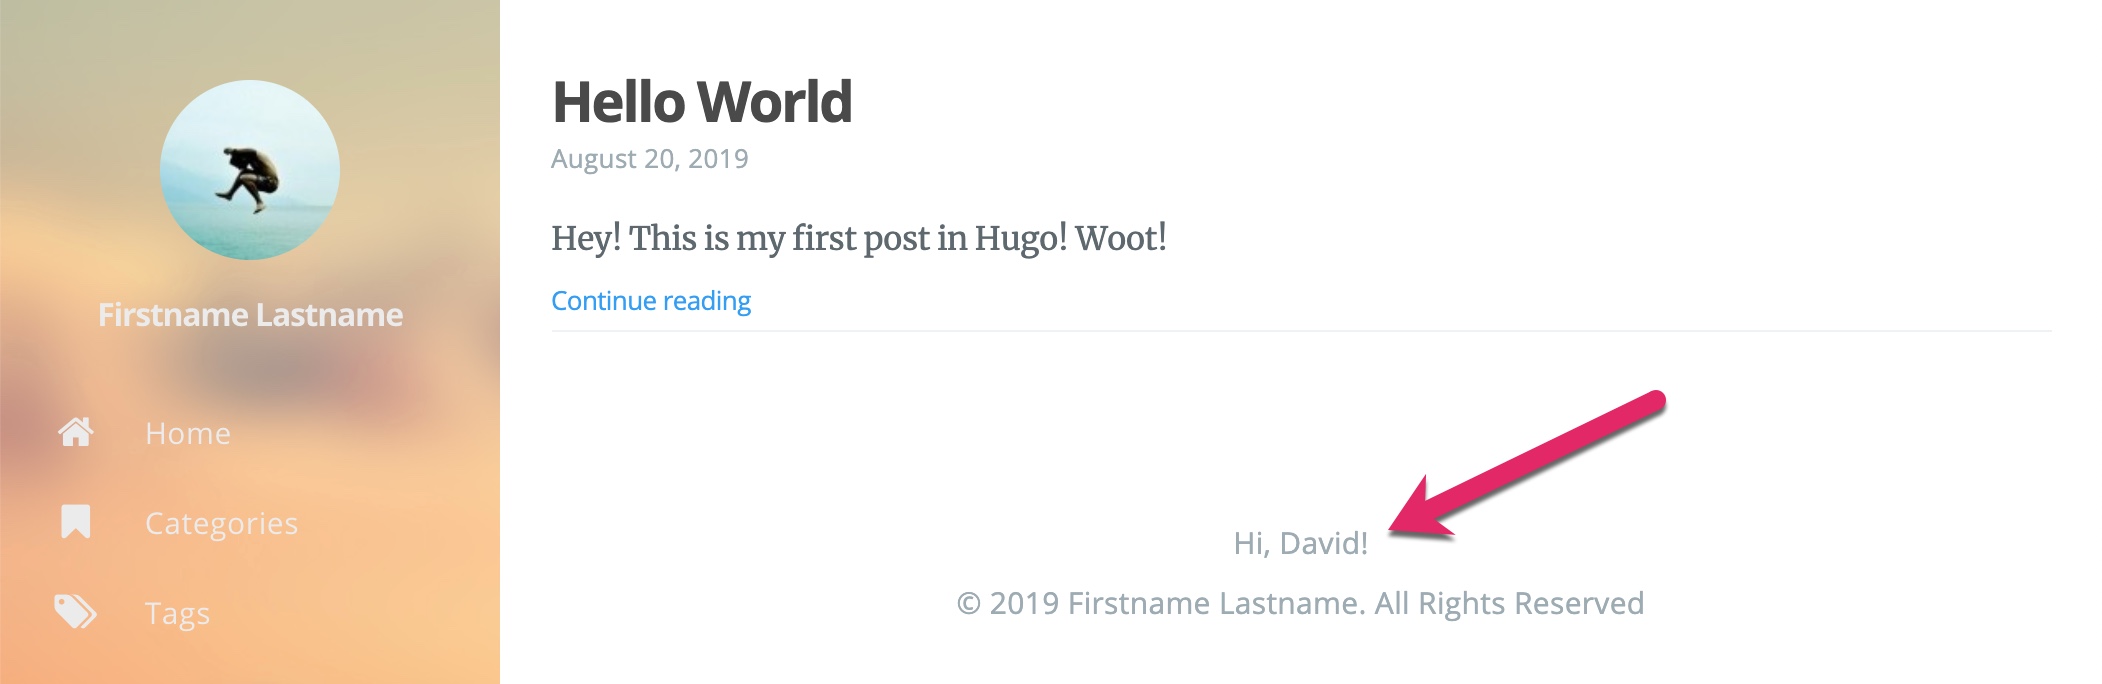 Firstname Lastname
Home
Categories
Tags
Hello World
August 20, 2019
Hey! This is my first post in Hugo! Woot!
Continue reading
Hi, David!
© 2019 Firstname Lastname. All Rights Reserved